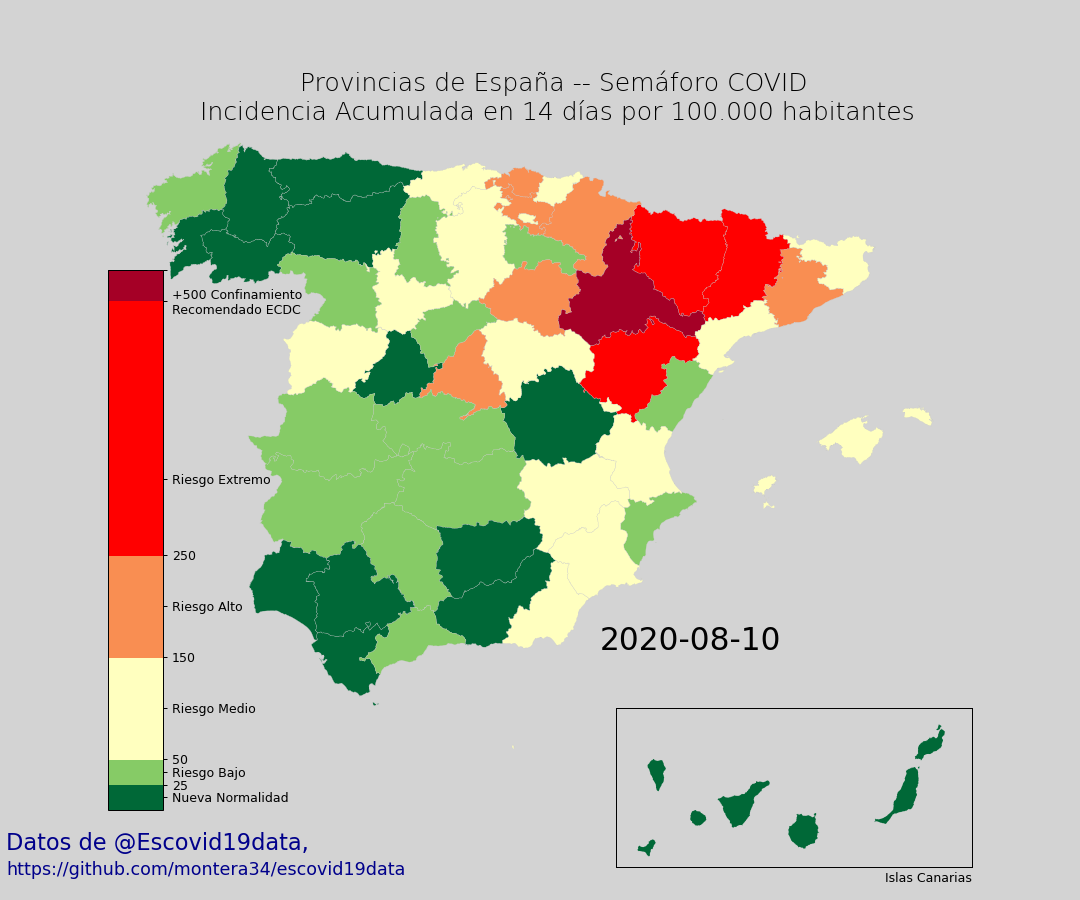 Provincias de España -- Semáforo COVID
Incidencia Acumulada en 14 días por 100.000 habitantes
+500 Confinamiento
Recomendado ECDC
Riesgo Extremo
250
Riesgo Alto
150
Riesgo Medio
50
Riesgo Bajo
25
Nueva Normalidad
2020-08-10
Islas Canarias
Datos de @Escovid19data,
https://github.com/montera34/escovid19data